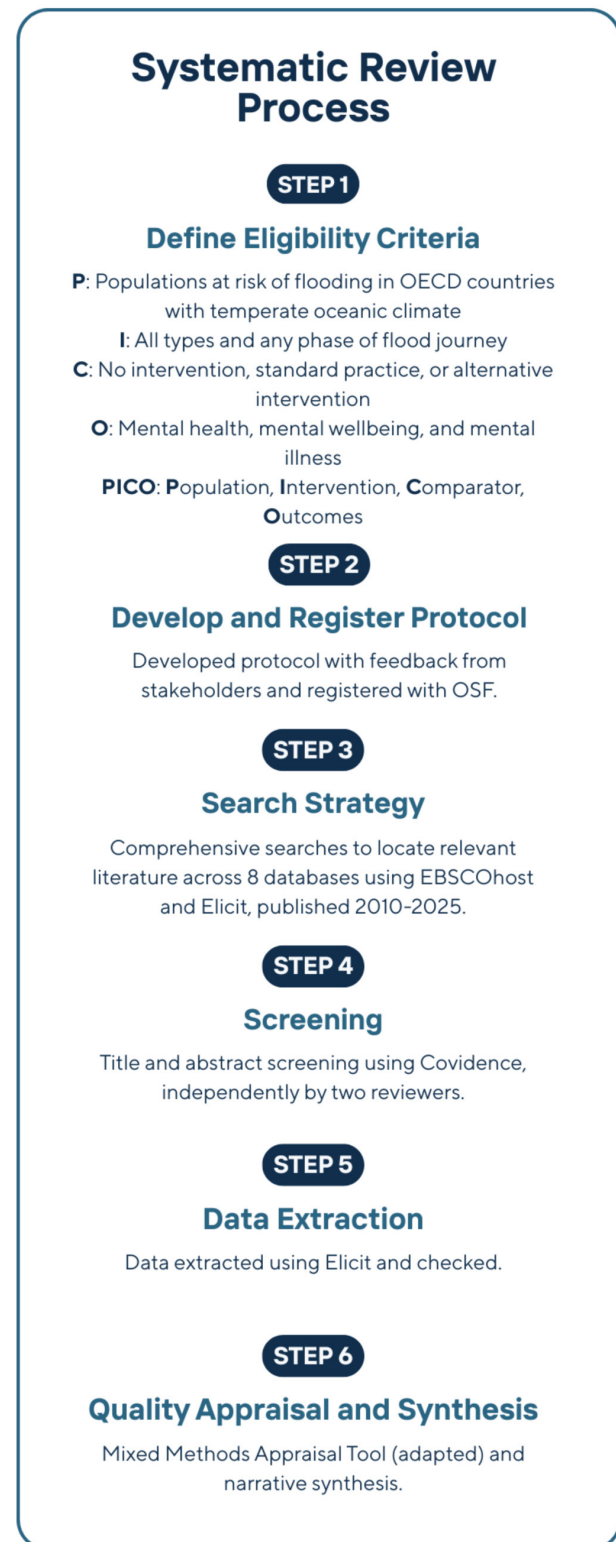 Systematic Review
Process
STEP 1
Define Eligibility Criteria
P: Populations at risk of flooding in OECD countries
with temperate oceanic climate
I: All types and any phase of flood journey
C: No intervention, standard practice, or alternative
intervention
O: Mental health, mental wellbeing, and mental
illness
PICO: Population, Intervention, Comparator,
Outcomes
STEP 2
Develop and Register Protocol
Developed protocol with feedback from
stakeholders and registered with OSF.
STEP 3
Search Strategy
Comprehensive searches to locate relevant
literature across 8 databases using EBSCOhost
and Elicit, published 2010-2025.
STEP 4
Screening
Title and abstract screening using Covidence,
independently by two reviewers.
STEP 5
Data Extraction
Data extracted using Elicit and checked.
STEP 6
Quality Appraisal and Synthesis
Mixed Methods Appraisal Tool (adapted) and
narrative synthesis.